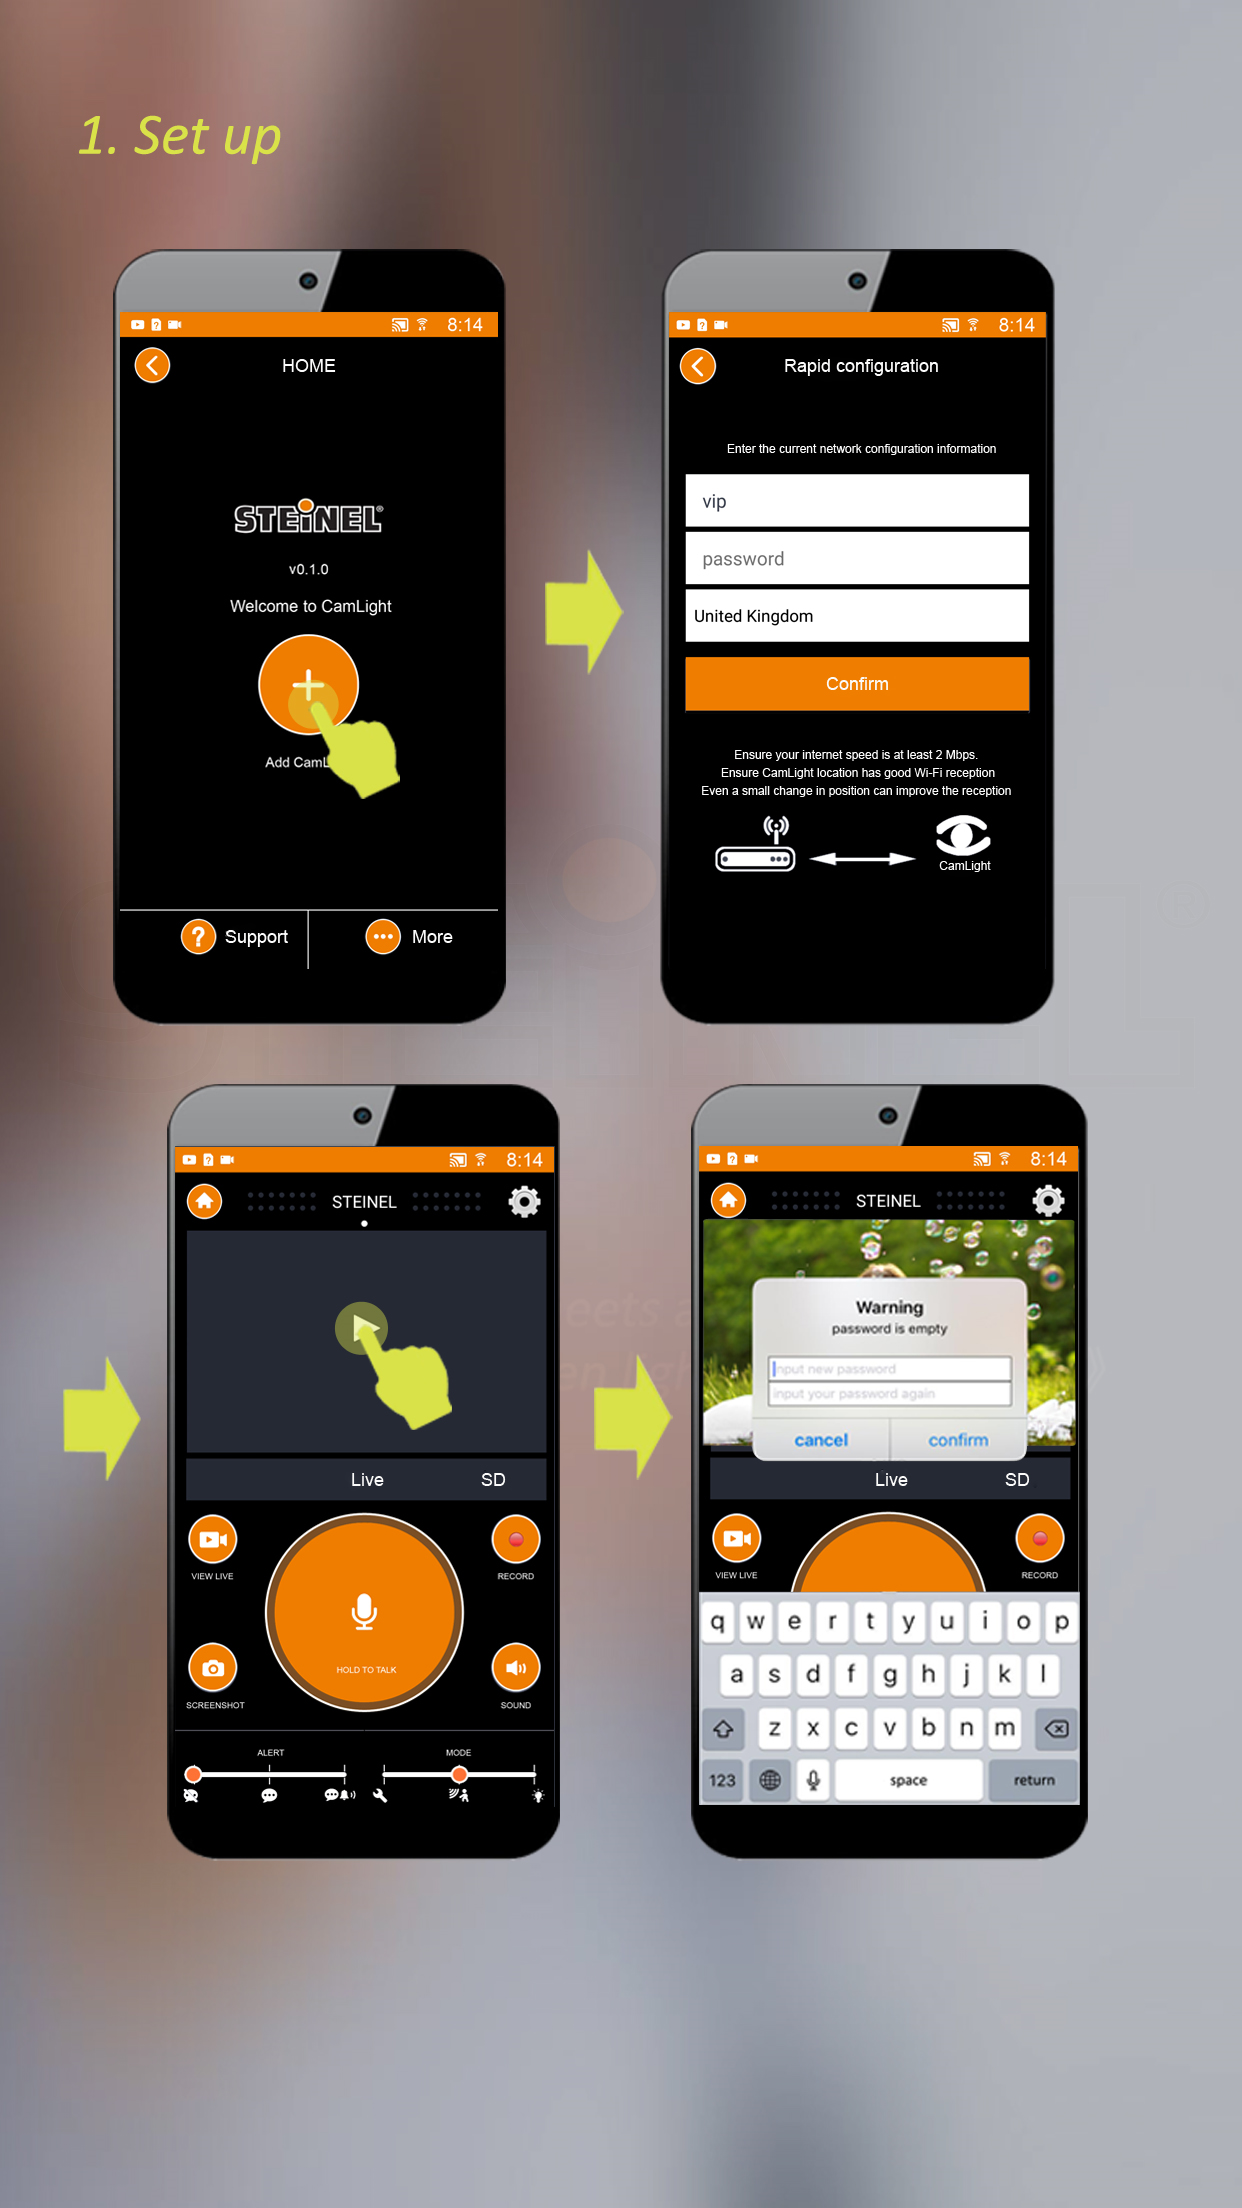 1. Set up
8:14
HOME
STEINEL®
v0.1.0
Welcome to CamLight
Add CamL
Support
More
8:14
Rapid configuration
Enter the current network configuration information
vip
password
United Kingdom
Confirm
Ensure your internet speed is at least 2 Mbps.
Ensure CamLight location has good Wi-Fi reception
Even a small change in position can improve the reception
CamLight
8:14
STEINEL
Live SD
VIEW LIVE
RECORD
HOLD TO TALK
SCREENSHOT
SOUND
ALERT
MODE
8:14
STEINEL
Warning
password is empty
input new password
input your password again
cancel
confirm
Live SD
VIEW LIVE
RECORD
q w e r t y u i o p
a s d f g h j k l
z x c v b n m
123
space
return